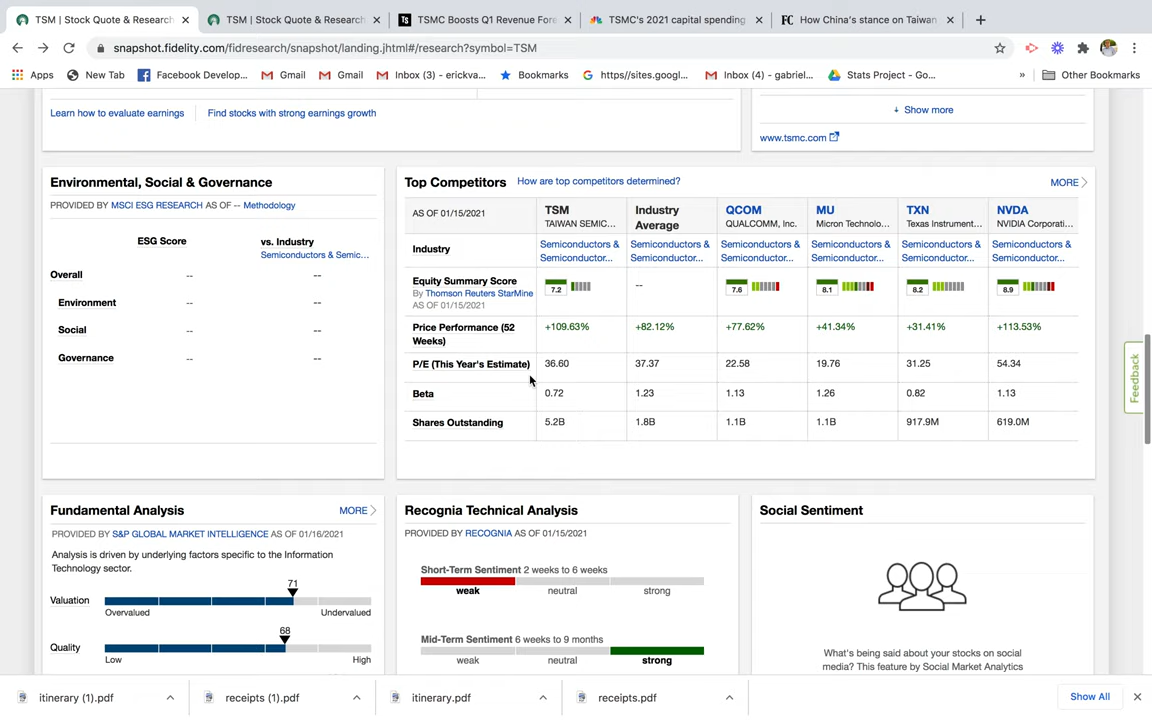 TSM | Stock Quote & Research
TSM | Stock Quote & Research
TSMC Boosts Q1 Revenue Fore
TSMC's 2021 capital spending
How China's stance on Taiwan
snapshot.fidelity.com/fidresearch/snapshot/landing.jhtml#/research?symbol=TSM
Apps
New Tab
Facebook Develop...
Gmail
Gmail
Inbox (3) - erickva...
Bookmarks
https//sites.googl...
Inbox (4) - gabriel...
Stats Project - Go...
»
Other Bookmarks
Learn how to evaluate earnings
Find stocks with strong earnings growth
Show more
www.tsmc.com
Environmental, Social & Governance
PROVIDED BY MSCI ESG RESEARCH AS OF -- Methodology
ESG Score
vs. Industry
Semiconductors & Semic...
Overall -- --
Environment -- --
Social -- --
Governance -- --
Top Competitors
How are top competitors determined?
MORE
AS OF 01/15/2021
TSM
TAIWAN SEMIC...
Industry
Average
QCOM
QUALCOMM, Inc.
MU
Micron Technolo...
TXN
Texas Instrument...
NVDA
NVIDIA Corporati...
Industry
Semiconductors & Semiconductors & Semiconductors & Semiconductors & Semiconductors & Semiconductors &
Semiconductor... Semiconductor... Semiconductor... Semiconductor... Semiconductor... Semiconductor...
Equity Summary Score
By Thomson Reuters StarMine
AS OF 01/15/2021
7.2 -- 7.6 8.1 8.2 8.9
Price Performance (52
Weeks)
+109.63% +82.12% +77.62% +41.34% +31.41% +113.53%
P/E (This Year's Estimate) 36.60 37.37 22.58 19.76 31.25 54.34
Beta 0.72 1.23 1.13 1.26 0.82 1.13
Shares Outstanding 5.2B 1.8B 1.1B 1.1B 917.9M 619.0M
Fundamental Analysis
MORE
PROVIDED BY S&P GLOBAL MARKET INTELLIGENCE AS OF 01/16/2021
Analysis is driven by underlying factors specific to the Information
Technology sector.
71
Valuation
Overvalued Undervalued
68
Quality
Low High
Recognia Technical Analysis
PROVIDED BY RECOGNIA AS OF 01/15/2021
Short-Term Sentiment 2 weeks to 6 weeks
weak neutral strong
Mid-Term Sentiment 6 weeks to 9 months
weak neutral strong
Social Sentiment
What's being said about your stocks on social
media? This feature by Social Market Analytics
Feedback
itinerary (1).pdf
receipts (1).pdf
itinerary.pdf
receipts.pdf
Show All